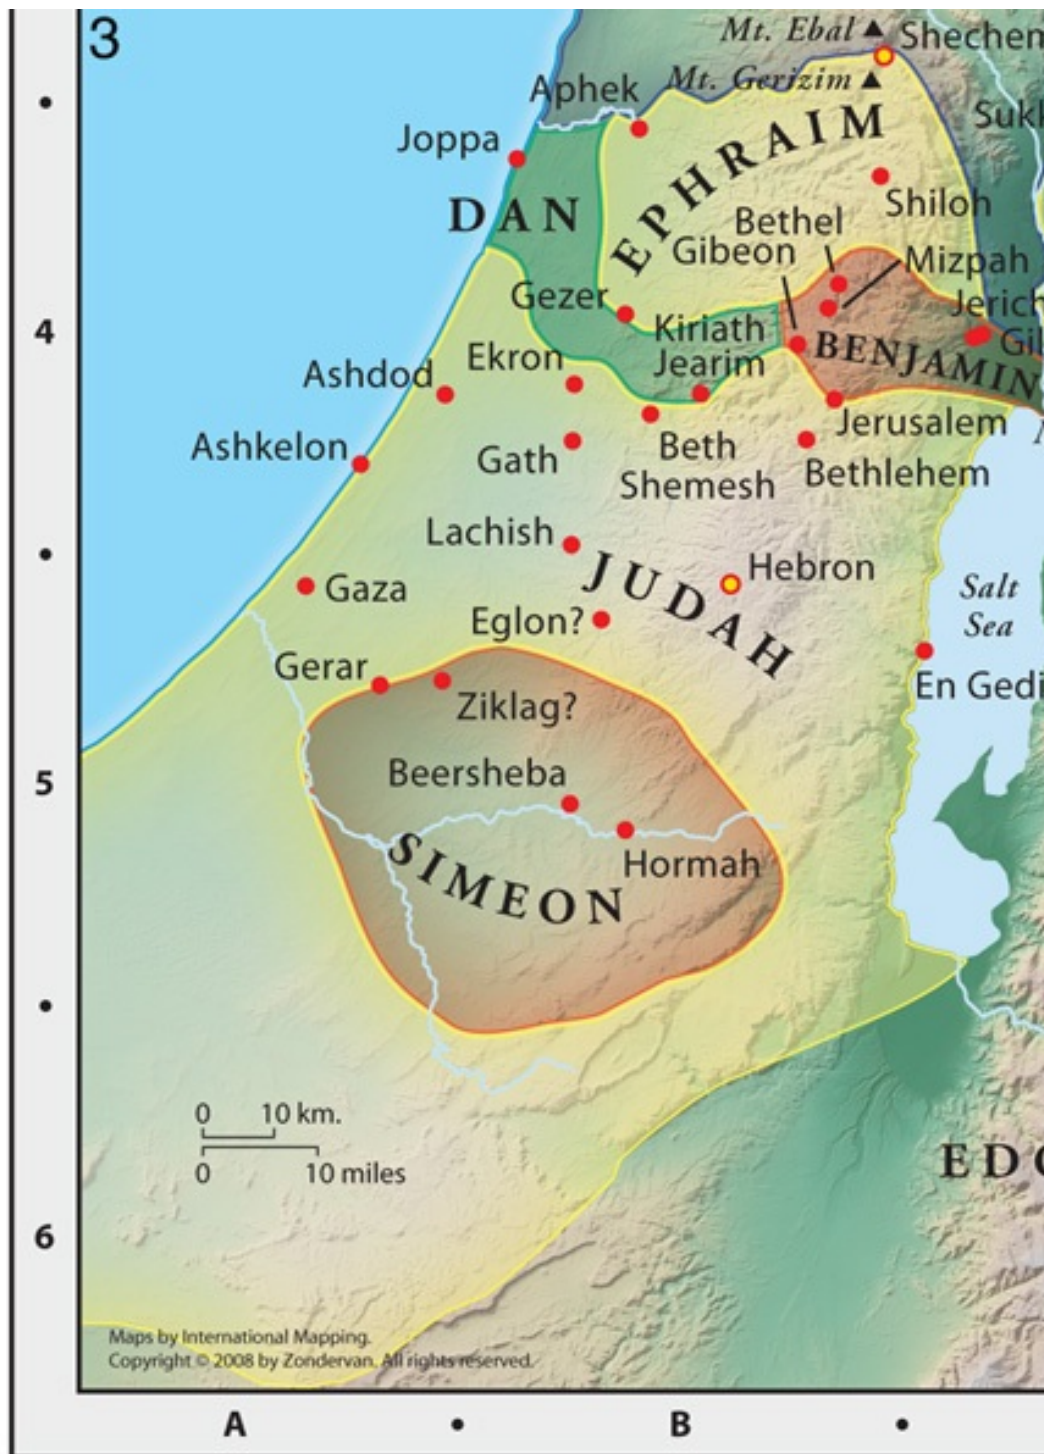 3
Mt. Ebal
Shechem
Aphek
Mt. Gerizim
Joppa
EPHRAIM
DAN
Shiloh
Bethel
Gibeon
Mizpah
Gezer
4
Kiriath
Jearim
BENJAMIN
Ekron
Ashdod
Jerusalem
Ashkelon
Gath
Beth
Shemesh
Bethlehem
Lachish
JUDAH
Hebron
Gaza
Salt
Sea
Eglon?
Gerar
En Gedi
Ziklag?
5
Beersheba
SIMEON
Hormah
0 10 km.
0 10 miles
6
Maps by International Mapping.
Copyright © 2008 by Zondervan. All rights reserved.
A
B